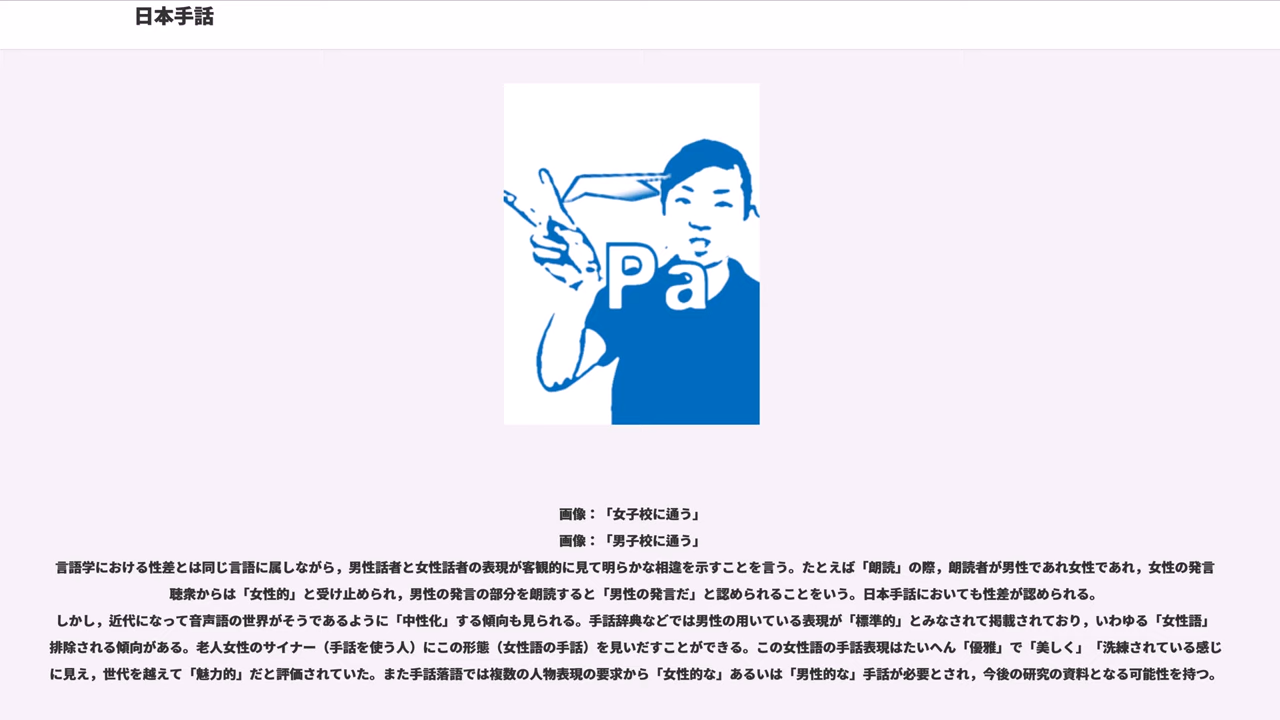 日本手話
Pa
画像：「女子校に通う」
画像：「男子校に通う」
言語学における性差とは同じ言語に属しながら，男性話者と女性話者の表現が客観的に見て明らかな相違を示すことを言う。たとえば「朗読」の際，朗読者が男性であれ女性であれ，女性の発言
聴衆からは「女性的」と受け止められ，男性の発言の部分を朗読すると「男性の発言だ」と認められることをいう。日本手話においても性差が認められる。
しかし，近代になって音声語の世界がそうであるように「中性化」する傾向も見られる。手話辞典などでは男性の用いている表現が「標準的」とみなされて掲載されており，いわゆる「女性語」
排除される傾向がある。老人女性のサイナー（手話を使う人）にこの形態（女性語の手話）を見いだすことができる。この女性語の手話表現はたいへん「優雅」で「美しく」「洗練されている感じ
に見え，世代を越えて「魅力的」だと評価されていた。また手話落語では複数の人物表現の要求から「女性的な」あるいは「男性的な」手話が必要とされ，今後の研究の資料となる可能性を持つ。